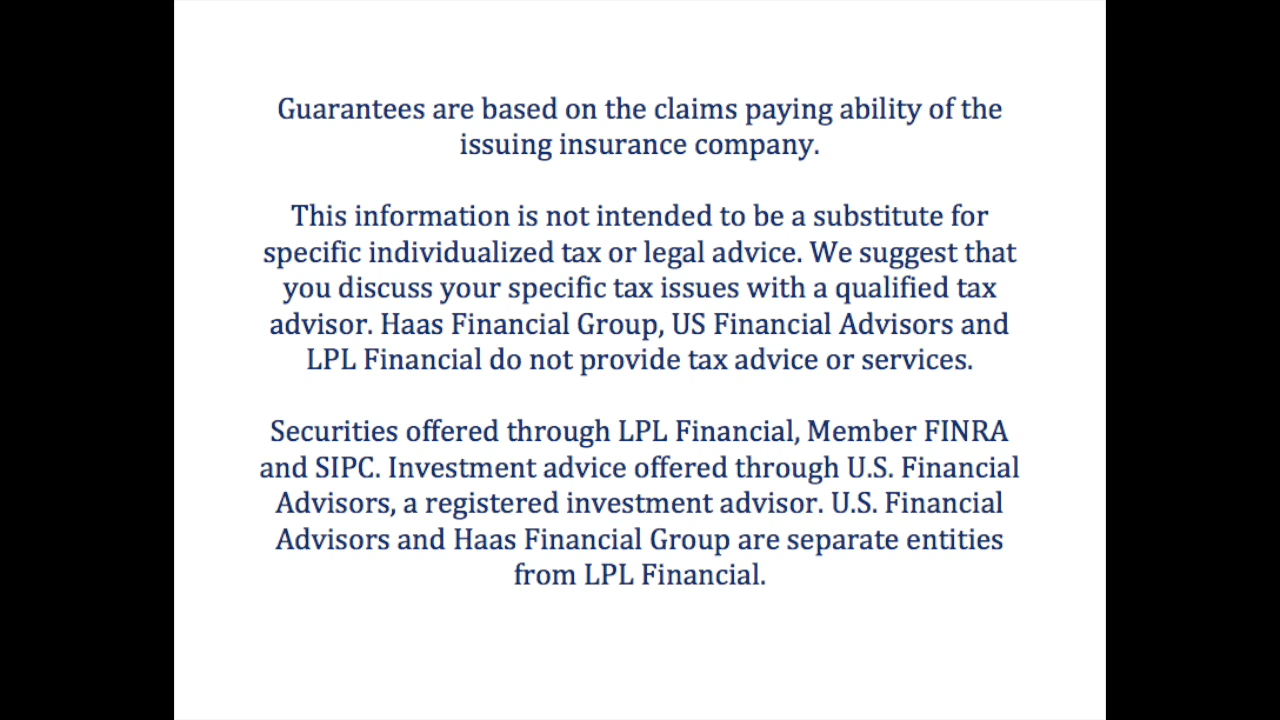 Guarantees are based on the claims paying ability of the
issuing insurance company.
This information is not intended to be a substitute for
specific individualized tax or legal advice. We suggest that
you discuss your specific tax issues with a qualified tax
advisor. Haas Financial Group, US Financial Advisors and
LPL Financial do not provide tax advice or services.
Securities offered through LPL Financial, Member FINRA
and SIPC. Investment advice offered through U.S. Financial
Advisors, a registered investment advisor. U.S. Financial
Advisors and Haas Financial Group are separate entities
from LPL Financial.